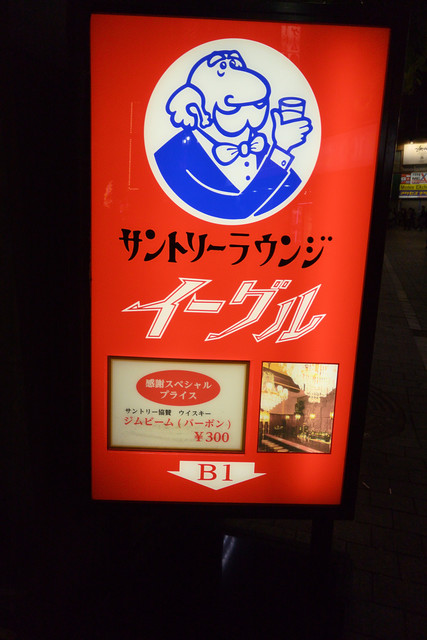 サントリーラウンジ
イーグル
感謝スペシャル
プライス
サントリー協賛 ウイスキー
ジムビーム(バーボン)
¥300
B1